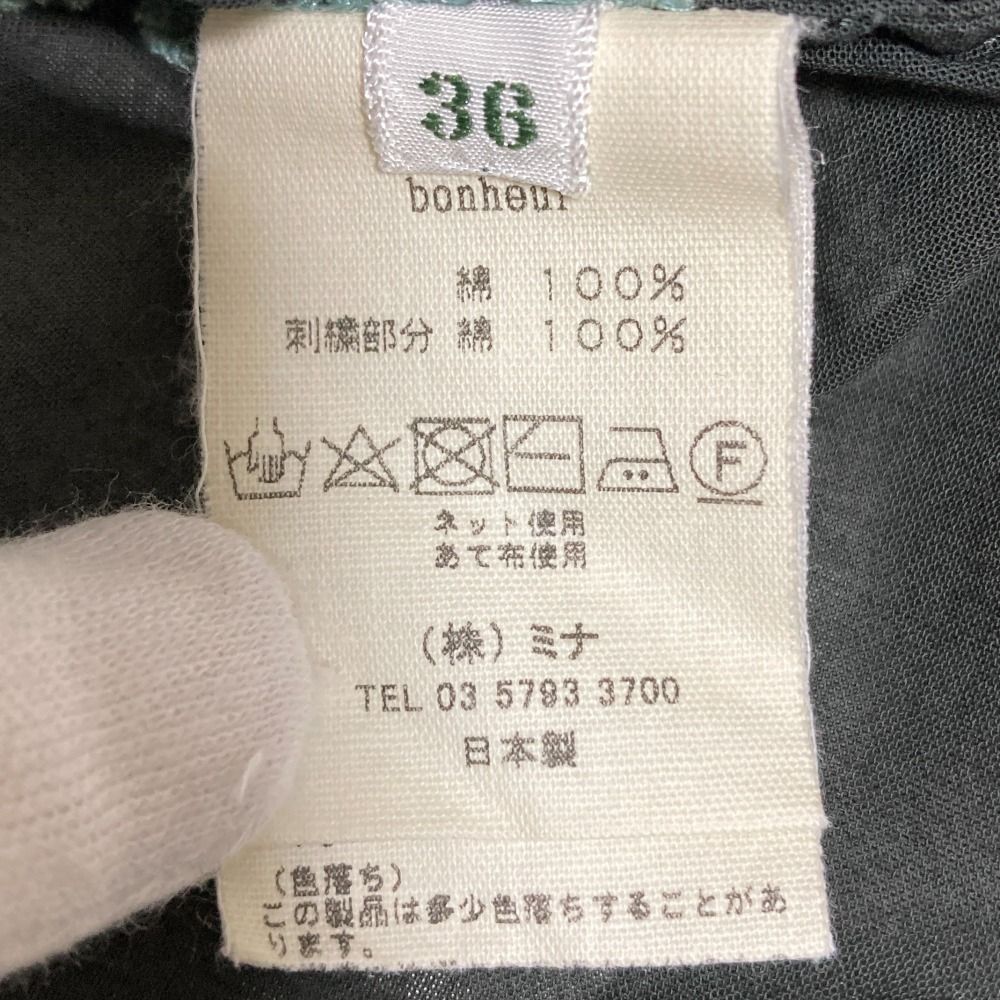 36
bonheur
綿 100%
刺繍部分 綿 100%
F
ネット使用
あて布使用
(株)ミナ
TEL 03 5793 3700
日本製
(色落ち)
この製品は多少色落ちすることがあ
ります。